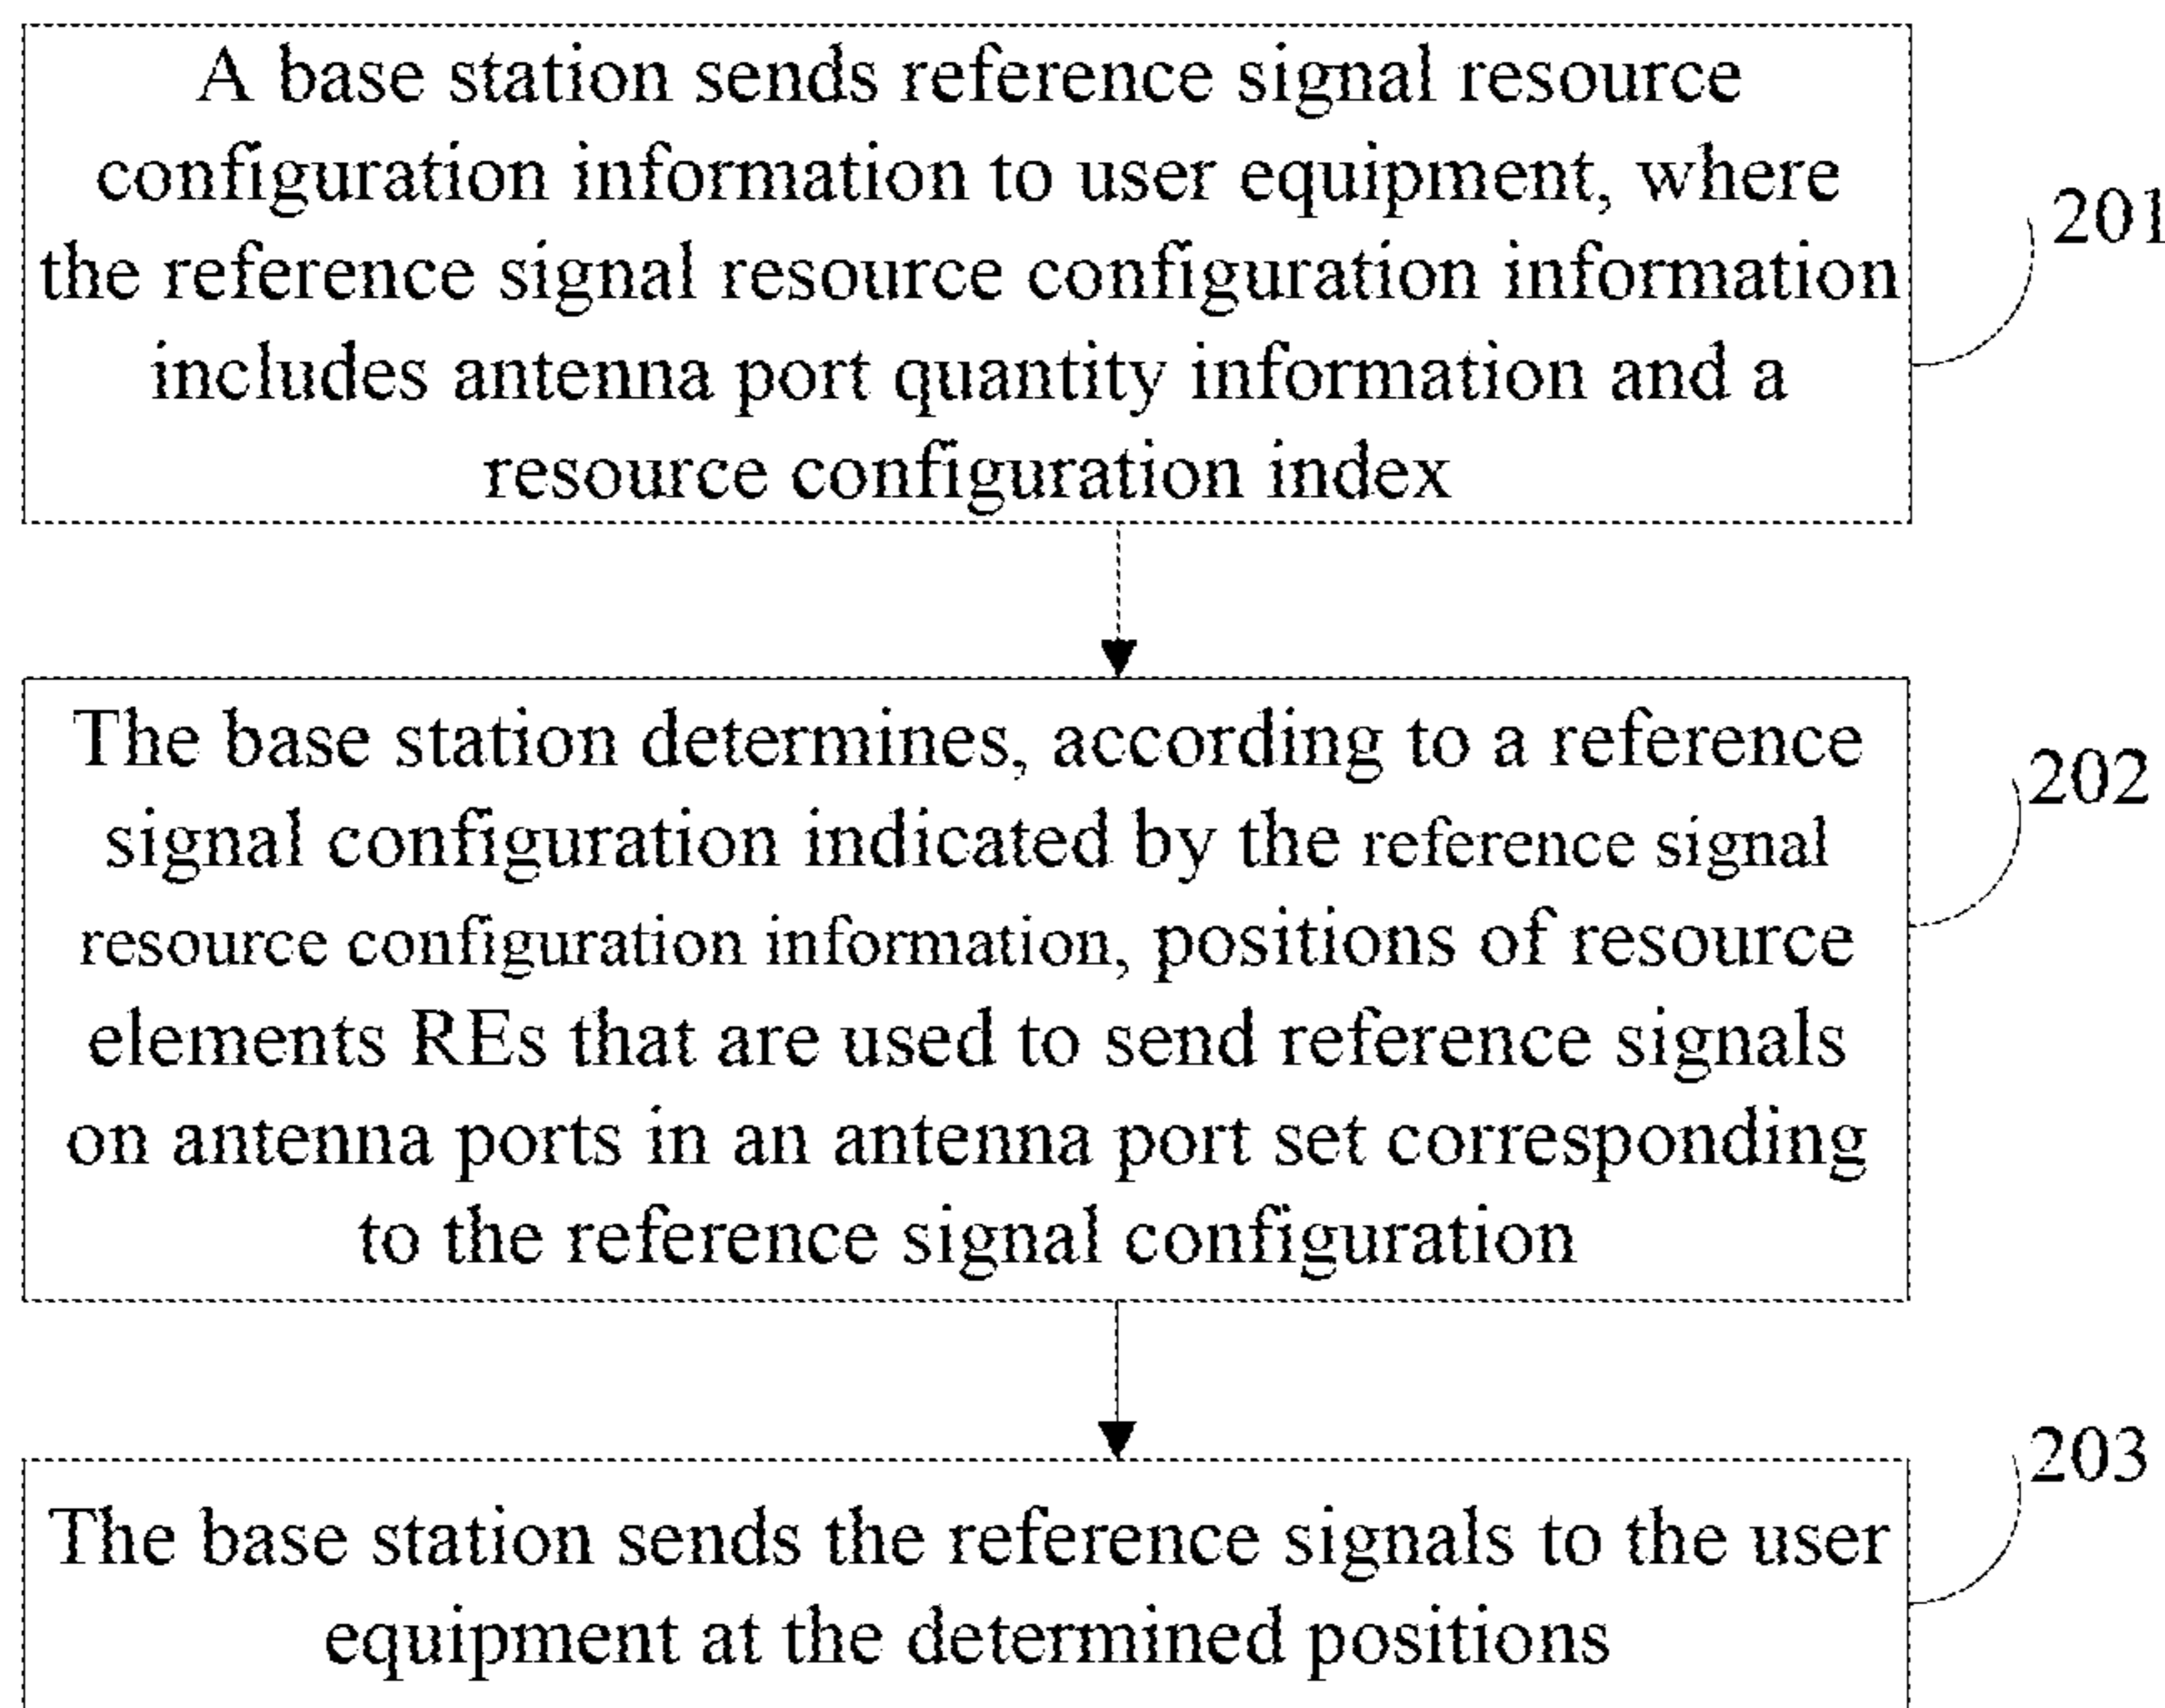 A base station sends reference signal resource
configuration information to user equipment, where
the reference signal resource configuration information
includes antenna port quantity information and a
resource configuration index
201
The base station determines, according to a reference
signal configuration indicated by the reference signal
resource configuration information, positions of resource
elements REs that are used to send reference signals
on antenna ports in an antenna port set corresponding
to the reference signal configuration
202
The base station sends the reference signals to the user
equipment at the determined positions
203